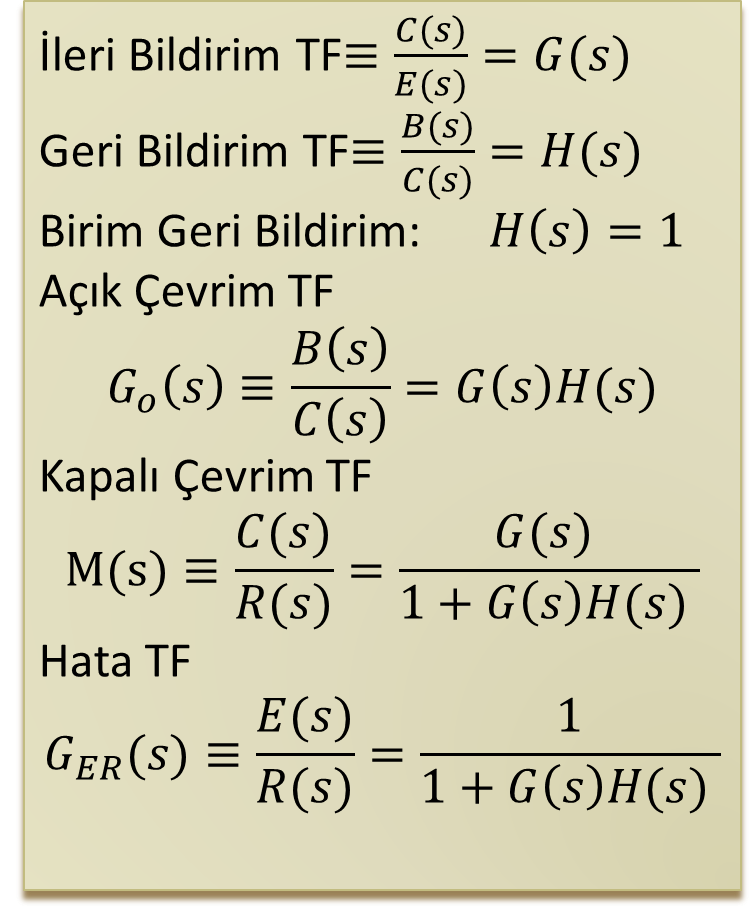 İleri Bildirim TF≡ C(s)/E(s) = G(s)
Geri Bildirim TF≡ B(s)/C(s) = H(s)
Birim Geri Bildirim: H(s) = 1
Açık Çevrim TF
Gₒ(s) ≡ B(s)/C(s) = G(s)H(s)
Kapalı Çevrim TF
M(s) ≡ C(s)/R(s) = G(s)/(1 + G(s)H(s))
Hata TF
G_ER(s) ≡ E(s)/R(s) = 1/(1 + G(s)H(s))